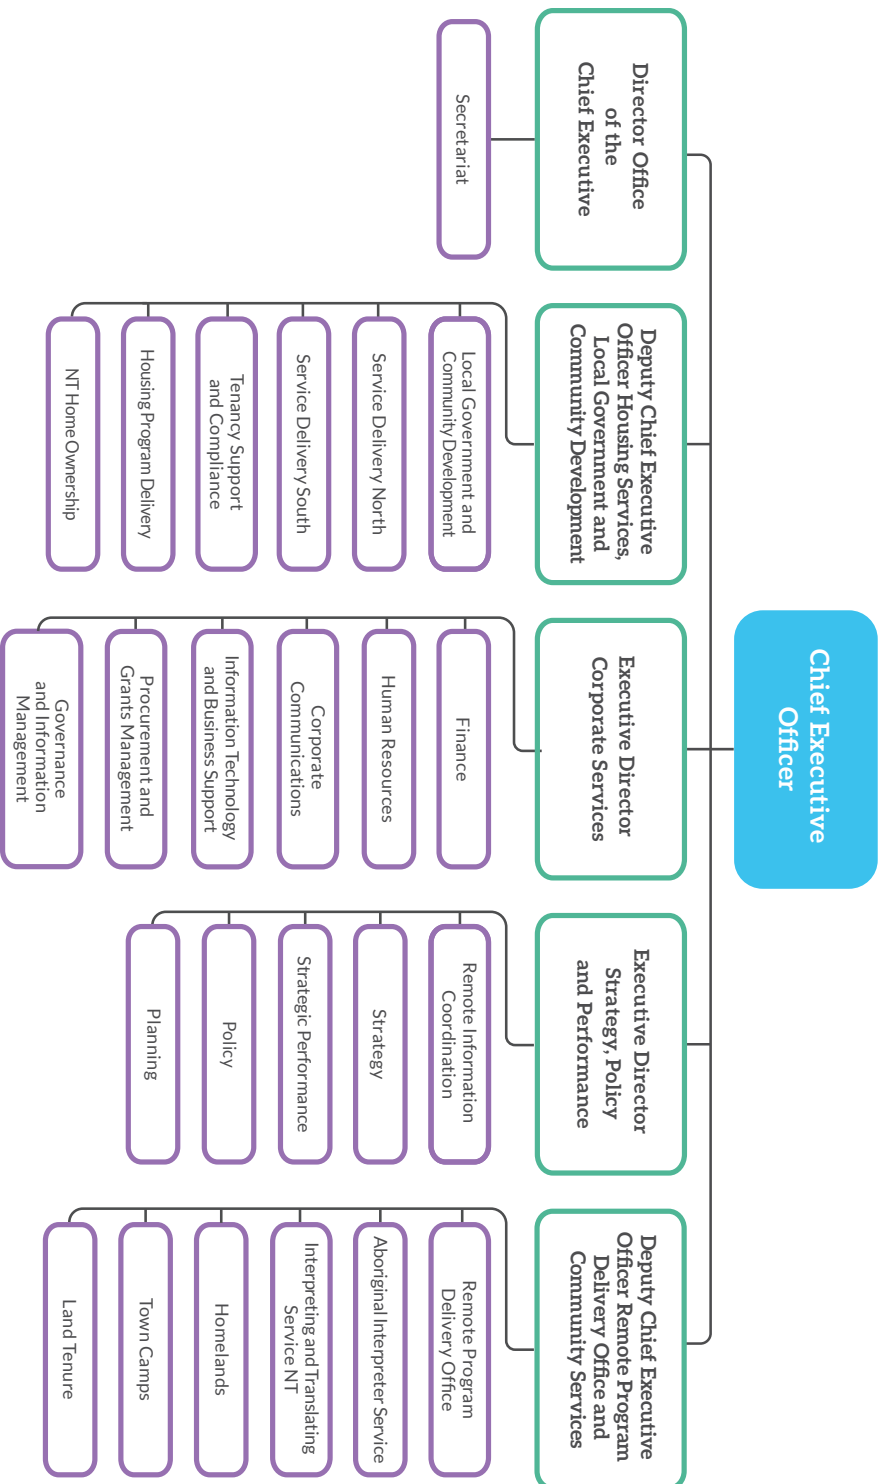 Chief Executive
Officer
Director Office
of the
Chief Executive
Secretariat
Deputy Chief Executive
Officer Housing Services,
Local Government and
Community Development
Local Government and
Community Development
Service Delivery North
Service Delivery South
Tenancy Support
and Compliance
Housing Program Delivery
NT Home Ownership
Executive Director
Corporate Services
Finance
Human Resources
Corporate
Communications
Information Technology
and Business Support
Procurement and
Grants Management
Governance
and Information
Management
Executive Director
Strategy, Policy
and Performance
Remote Information
Coordination
Strategy
Strategic Performance
Policy
Planning
Deputy Chief Executive
Officer Remote Program
Delivery Office and
Community Services
Remote Program
Delivery Office
Aboriginal Interpreter Service
Interpreting and Translating
Service NT
Homelands
Town Camps
Land Tenure